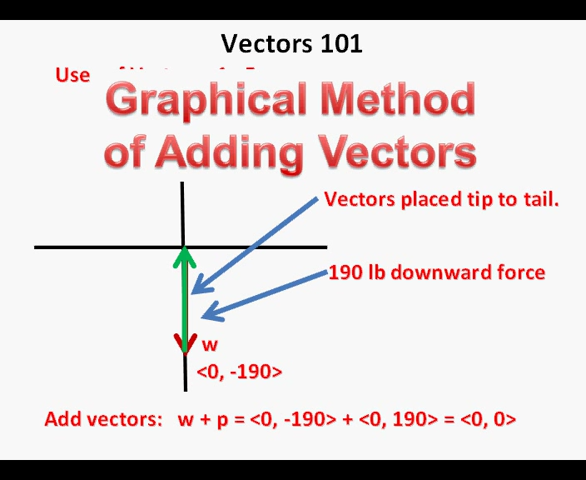 Vectors 101
Use
Graphical Method
of Adding Vectors
Vectors placed tip to tail.
190 lb downward force
w
<0, -190>
Add vectors: w + p = <0, -190> + <0, 190> = <0, 0>